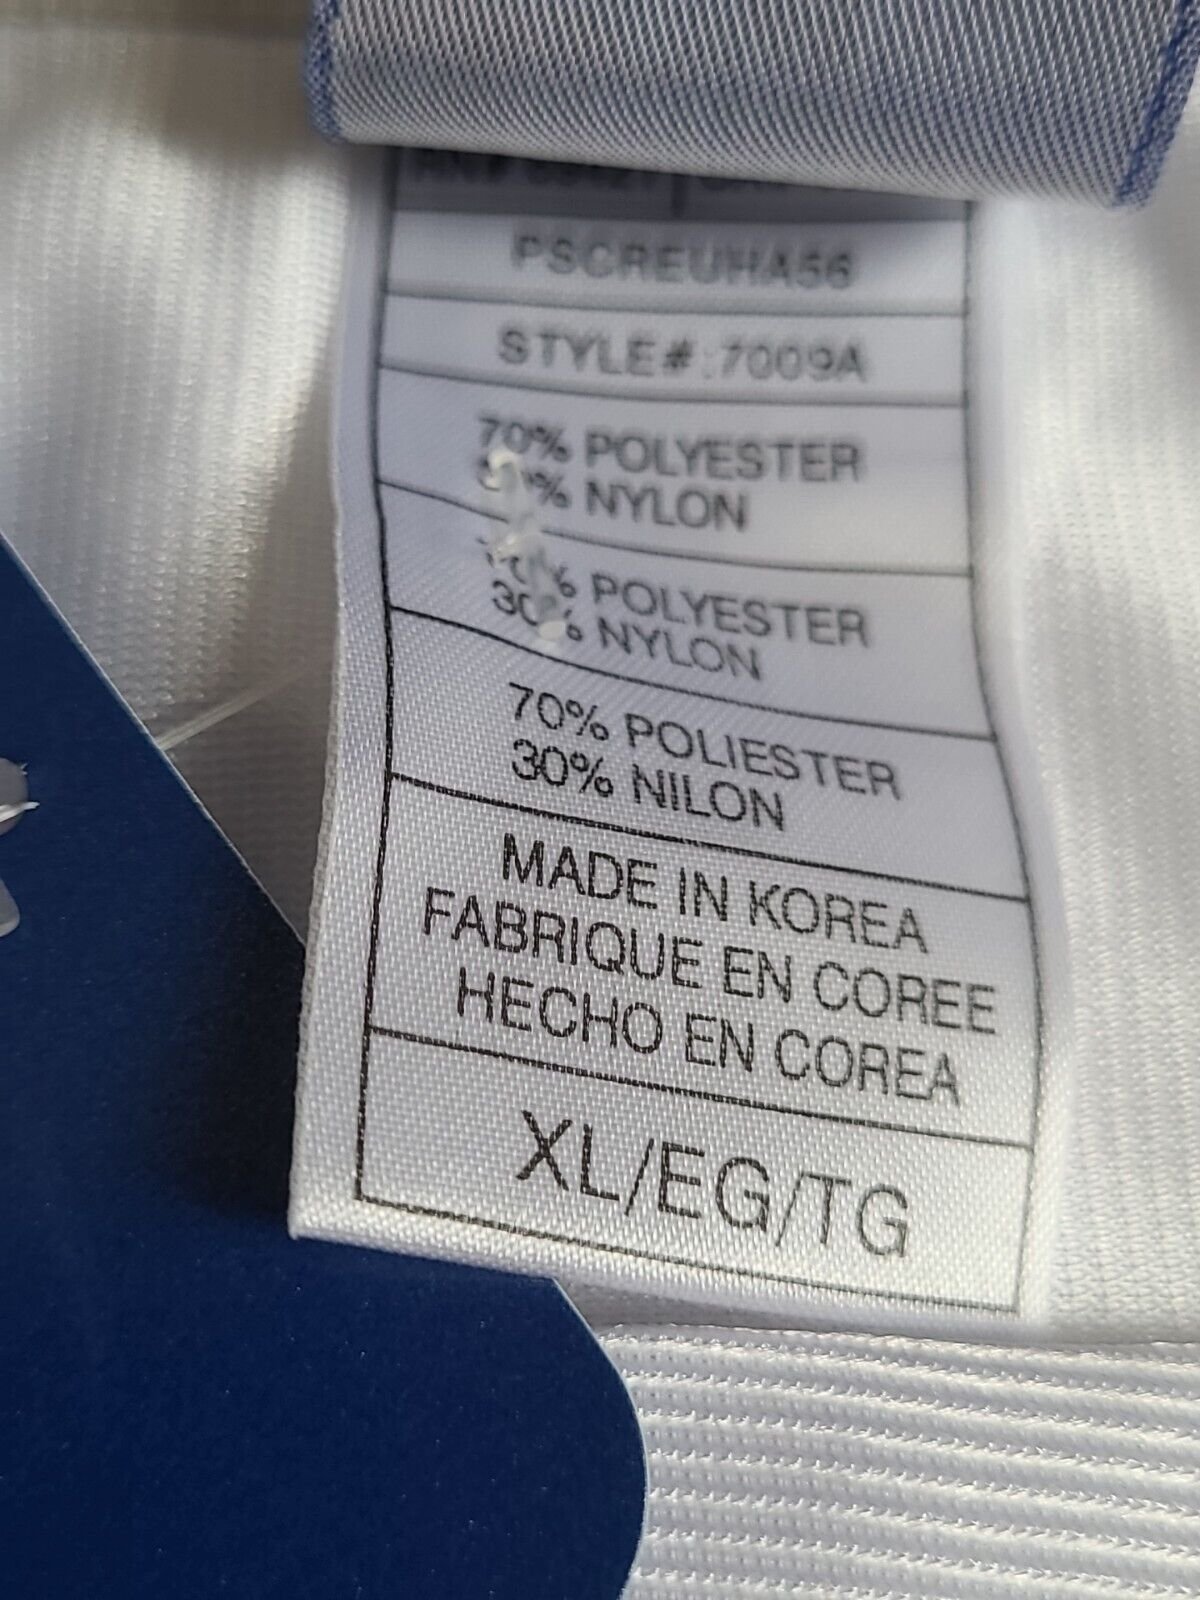 PSCREUHA56
STYLE#:7009A
70% POLYESTER
% NYLON
% POLYESTER
30% NYLON
70% POLIESTER
30% NILON
MADE IN KOREA
FABRIQUE EN COREE
HECHO EN COREA
XL/EG/TG